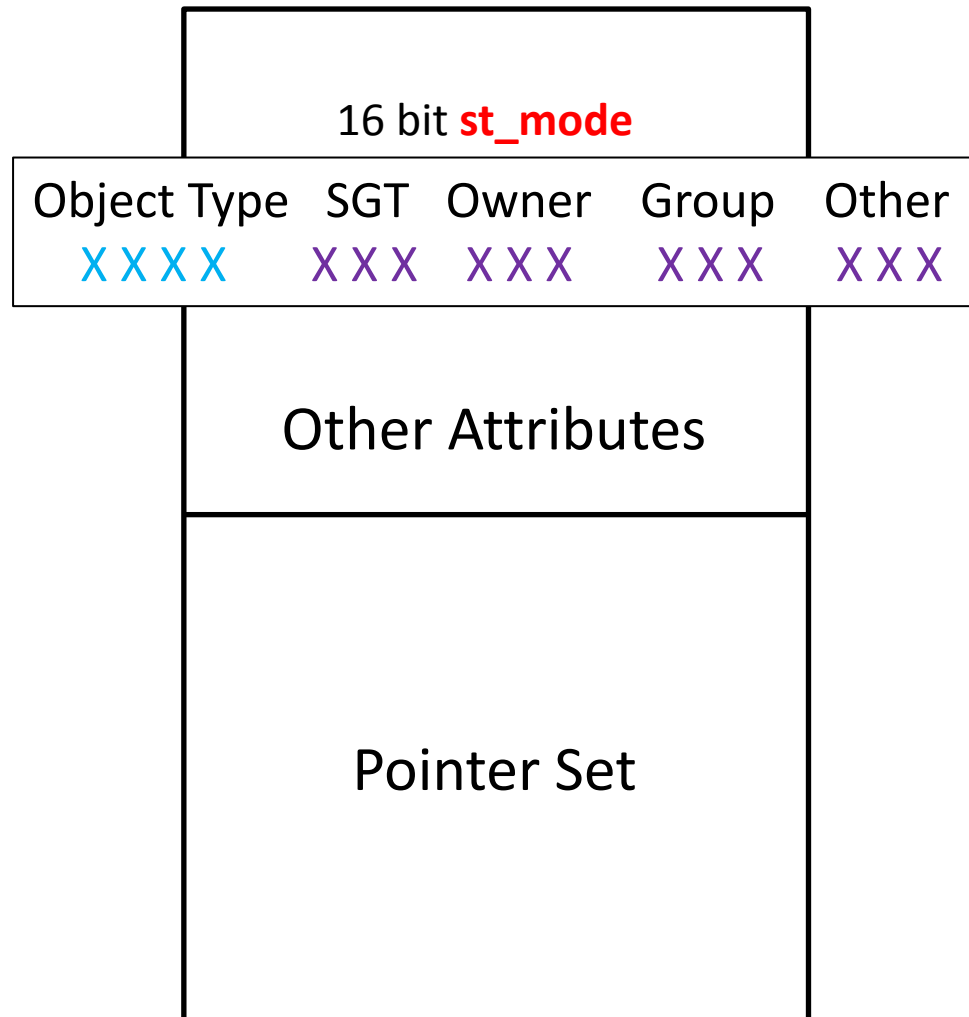 16 bit st_mode
Object Type SGT Owner Group Other
X X X X X X X X X X X X X X X X
Other Attributes
Pointer Set